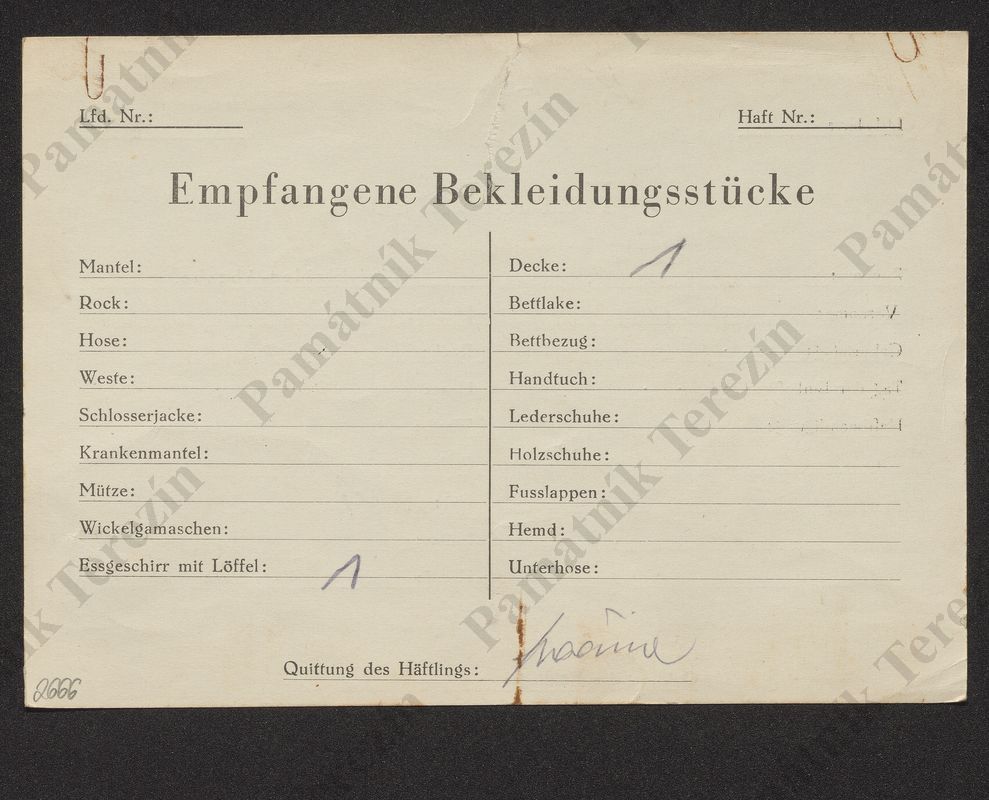 Lfd. Nr.:
Haft Nr.:
Empfangene Bekleidungsstücke
Mantel:
Rock:
Hose:
Weste:
Schlosserjacke:
Krankenmantel:
Mütze:
Wickelgamaschen:
Essgeschirr mit Löffel: 1
Decke: 1
Bettlake:
Bettbezug:
Handtuch:
Lederschuhe:
Holzschuhe:
Fusslappen:
Hemd:
Unterhose:
Quittung des Häftlings:
2666
Památník Terezín